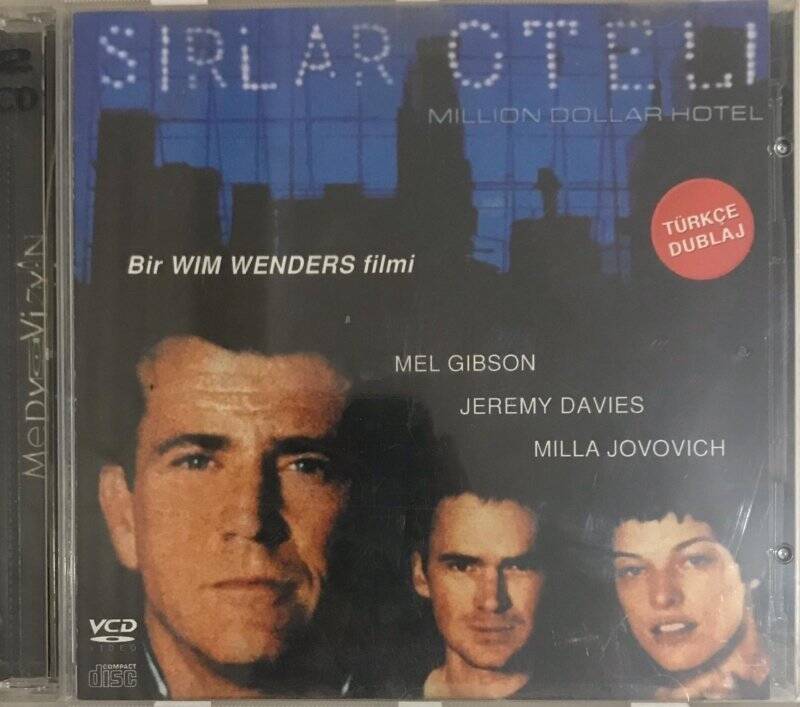 SIRLAR OTELI
MILLION DOLLAR HOTEL
TÜRKÇE
DUBLAJ
Bir WIM WENDERS filmi
MEL GIBSON
JEREMY DAVIES
MILLA JOVOVICH
2
CD
MeDyaVizyoN
VCD
VIDEO
COMPACT
disc